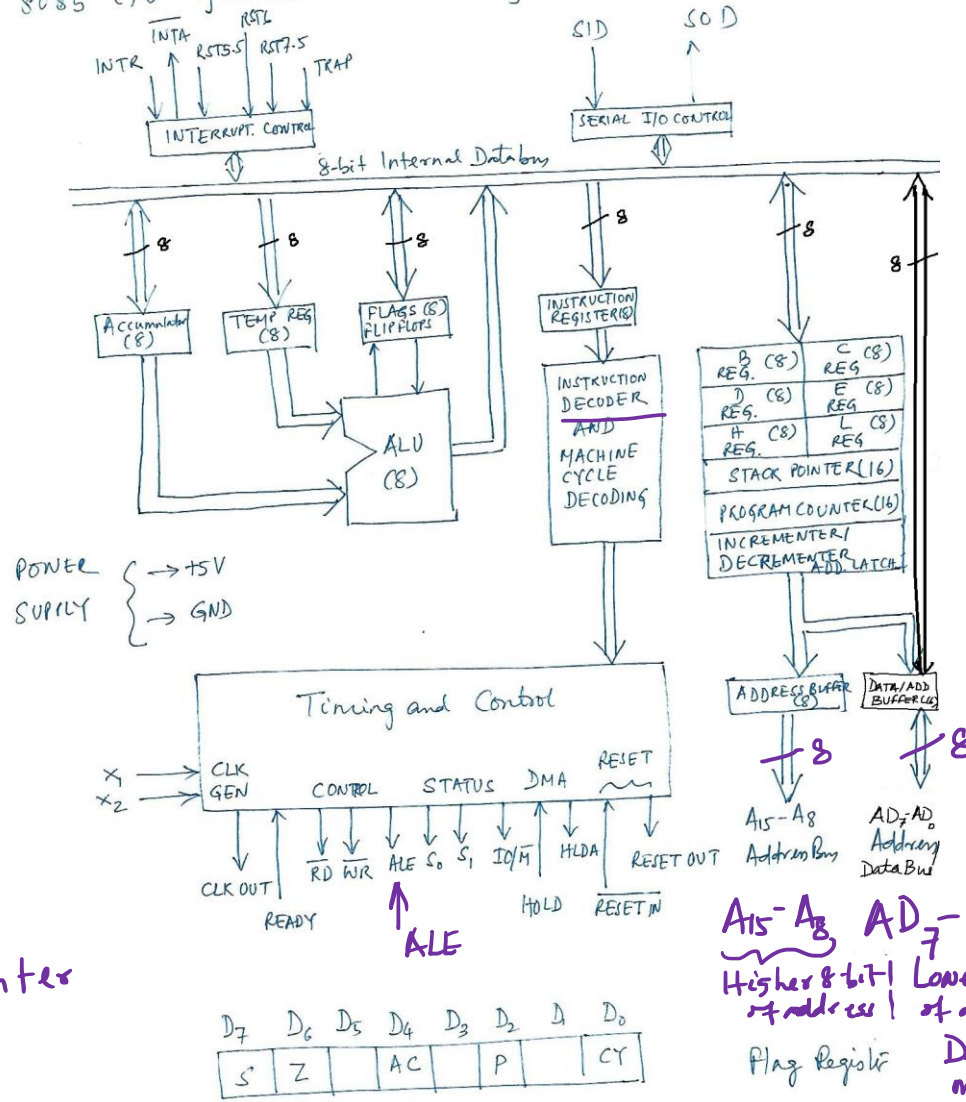 RST6
INTA
RST5.5
RST7.5
INTR
TRAP
SID
SOD
INTERRUPT. CONTROL
SERIAL I/O CONTROL
8-bit Internal Databus
8
8
8
8
8
8
Accumulator
(8)
TEMP REG
(8)
FLAGS (8)
FLIPFLOPS
INSTRUCTION
REGISTER(8)
ALU
(8)
INSTRUCTION
DECODER
AND
MACHINE
CYCLE
DECODING
B REG. (8)
C REG (8)
D REG. (8)
E REG (8)
H REG. (8)
L REG (8)
STACK POINTER(16)
PROGRAM COUNTER(16)
INCREMENTER/
DECREMENTER
ADD. LATCH
POWER
SUPPLY
→ +5V
→ GND
Timing and Control
X1
X2
CLK
GEN
CONTROL
STATUS
DMA
RESET
CLK OUT
READY
RD
WR
ALE
S0
S1
IO/M
HOLD
HLDA
RESET IN
RESET OUT
ALE
ADDRESS BUFFER
(8)
DATA/ADD
8
8
A15-A8
Address Bus
AD7-AD0
Data Bus
A15-A8
AD7-
Higher 8-bit
of address
of
D7 D6 D5 D4 D3 D2 D1 D0
S Z AC P CY
Flag Register